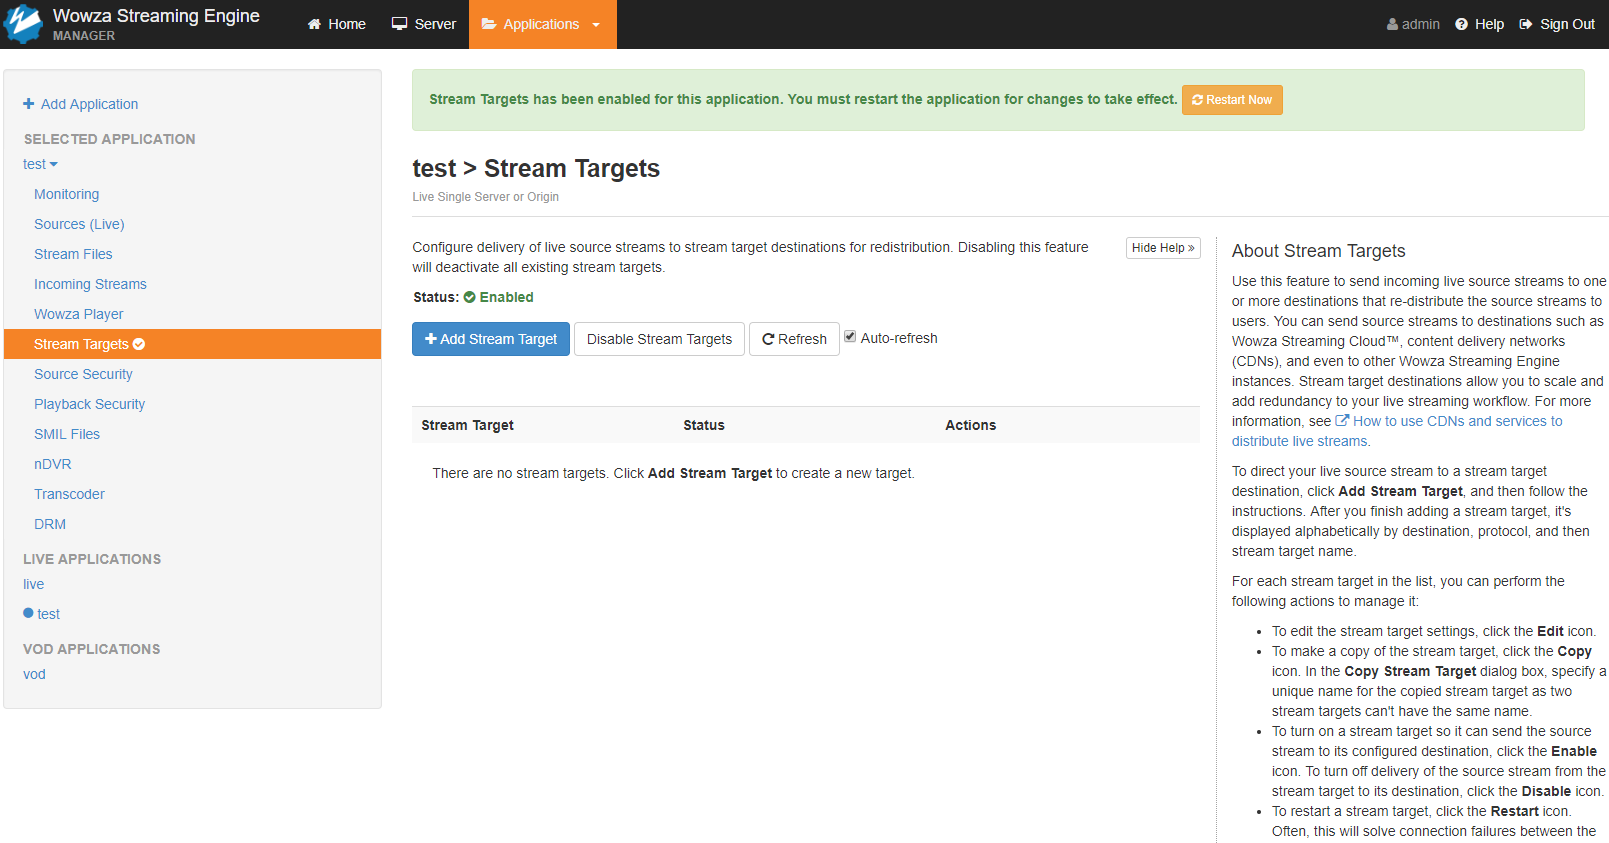 Wowza Streaming Engine
MANAGER
Home
Server
Applications
admin
Help
Sign Out
Add Application
SELECTED APPLICATION
test
Monitoring
Sources (Live)
Stream Files
Incoming Streams
Wowza Player
Stream Targets
Source Security
Playback Security
SMIL Files
nDVR
Transcoder
DRM
LIVE APPLICATIONS
live
test
VOD APPLICATIONS
vod
Stream Targets has been enabled for this application. You must restart the application for changes to take effect. Restart Now
test > Stream Targets
Live Single Server or Origin
Configure delivery of live source streams to stream target destinations for redistribution. Disabling this feature
will deactivate all existing stream targets.
Hide Help »
Status: Enabled
Add Stream Target
Disable Stream Targets
Refresh
Auto-refresh
Stream Target Status Actions
There are no stream targets. Click Add Stream Target to create a new target.
About Stream Targets
Use this feature to send incoming live source streams to one
or more destinations that re-distribute the source streams to
users. You can send source streams to destinations such as
Wowza Streaming Cloud™, content delivery networks
(CDNs), and even to other Wowza Streaming Engine
instances. Stream target destinations allow you to scale and
add redundancy to your live streaming workflow. For more
information, see How to use CDNs and services to
distribute live streams.
To direct your live source stream to a stream target
destination, click Add Stream Target, and then follow the
instructions. After you finish adding a stream target, it's
displayed alphabetically by destination, protocol, and then
stream target name.
For each stream target in the list, you can perform the
following actions to manage it:
• To edit the stream target settings, click the Edit icon.
• To make a copy of the stream target, click the Copy
icon. In the Copy Stream Target dialog box, specify a
unique name for the copied stream target as two
stream targets can't have the same name.
• To turn on a stream target so it can send the source
stream to its configured destination, click the Enable
icon. To turn off delivery of the source stream from the
stream target to its destination, click the Disable icon.
• To restart a stream target, click the Restart icon.
Often, this will solve connection failures between the